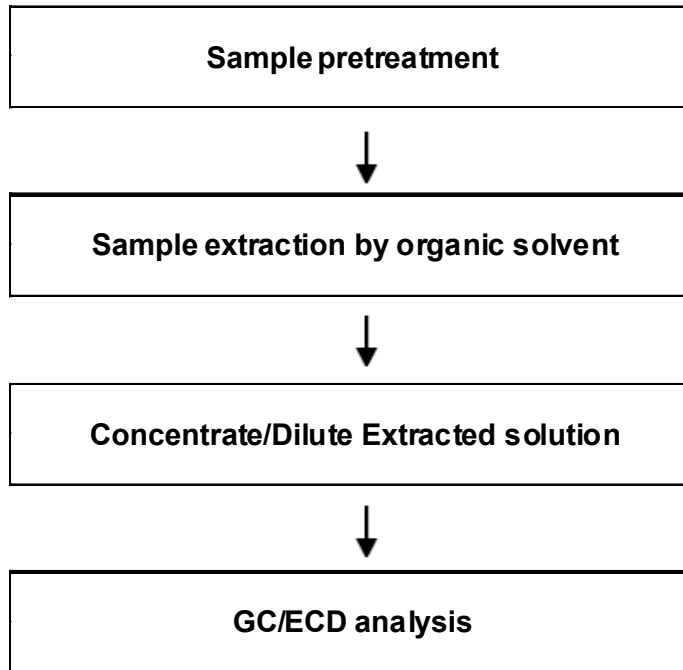 Sample pretreatment
Sample extraction by organic solvent
Concentrate/Dilute Extracted solution
GC/ECD analysis